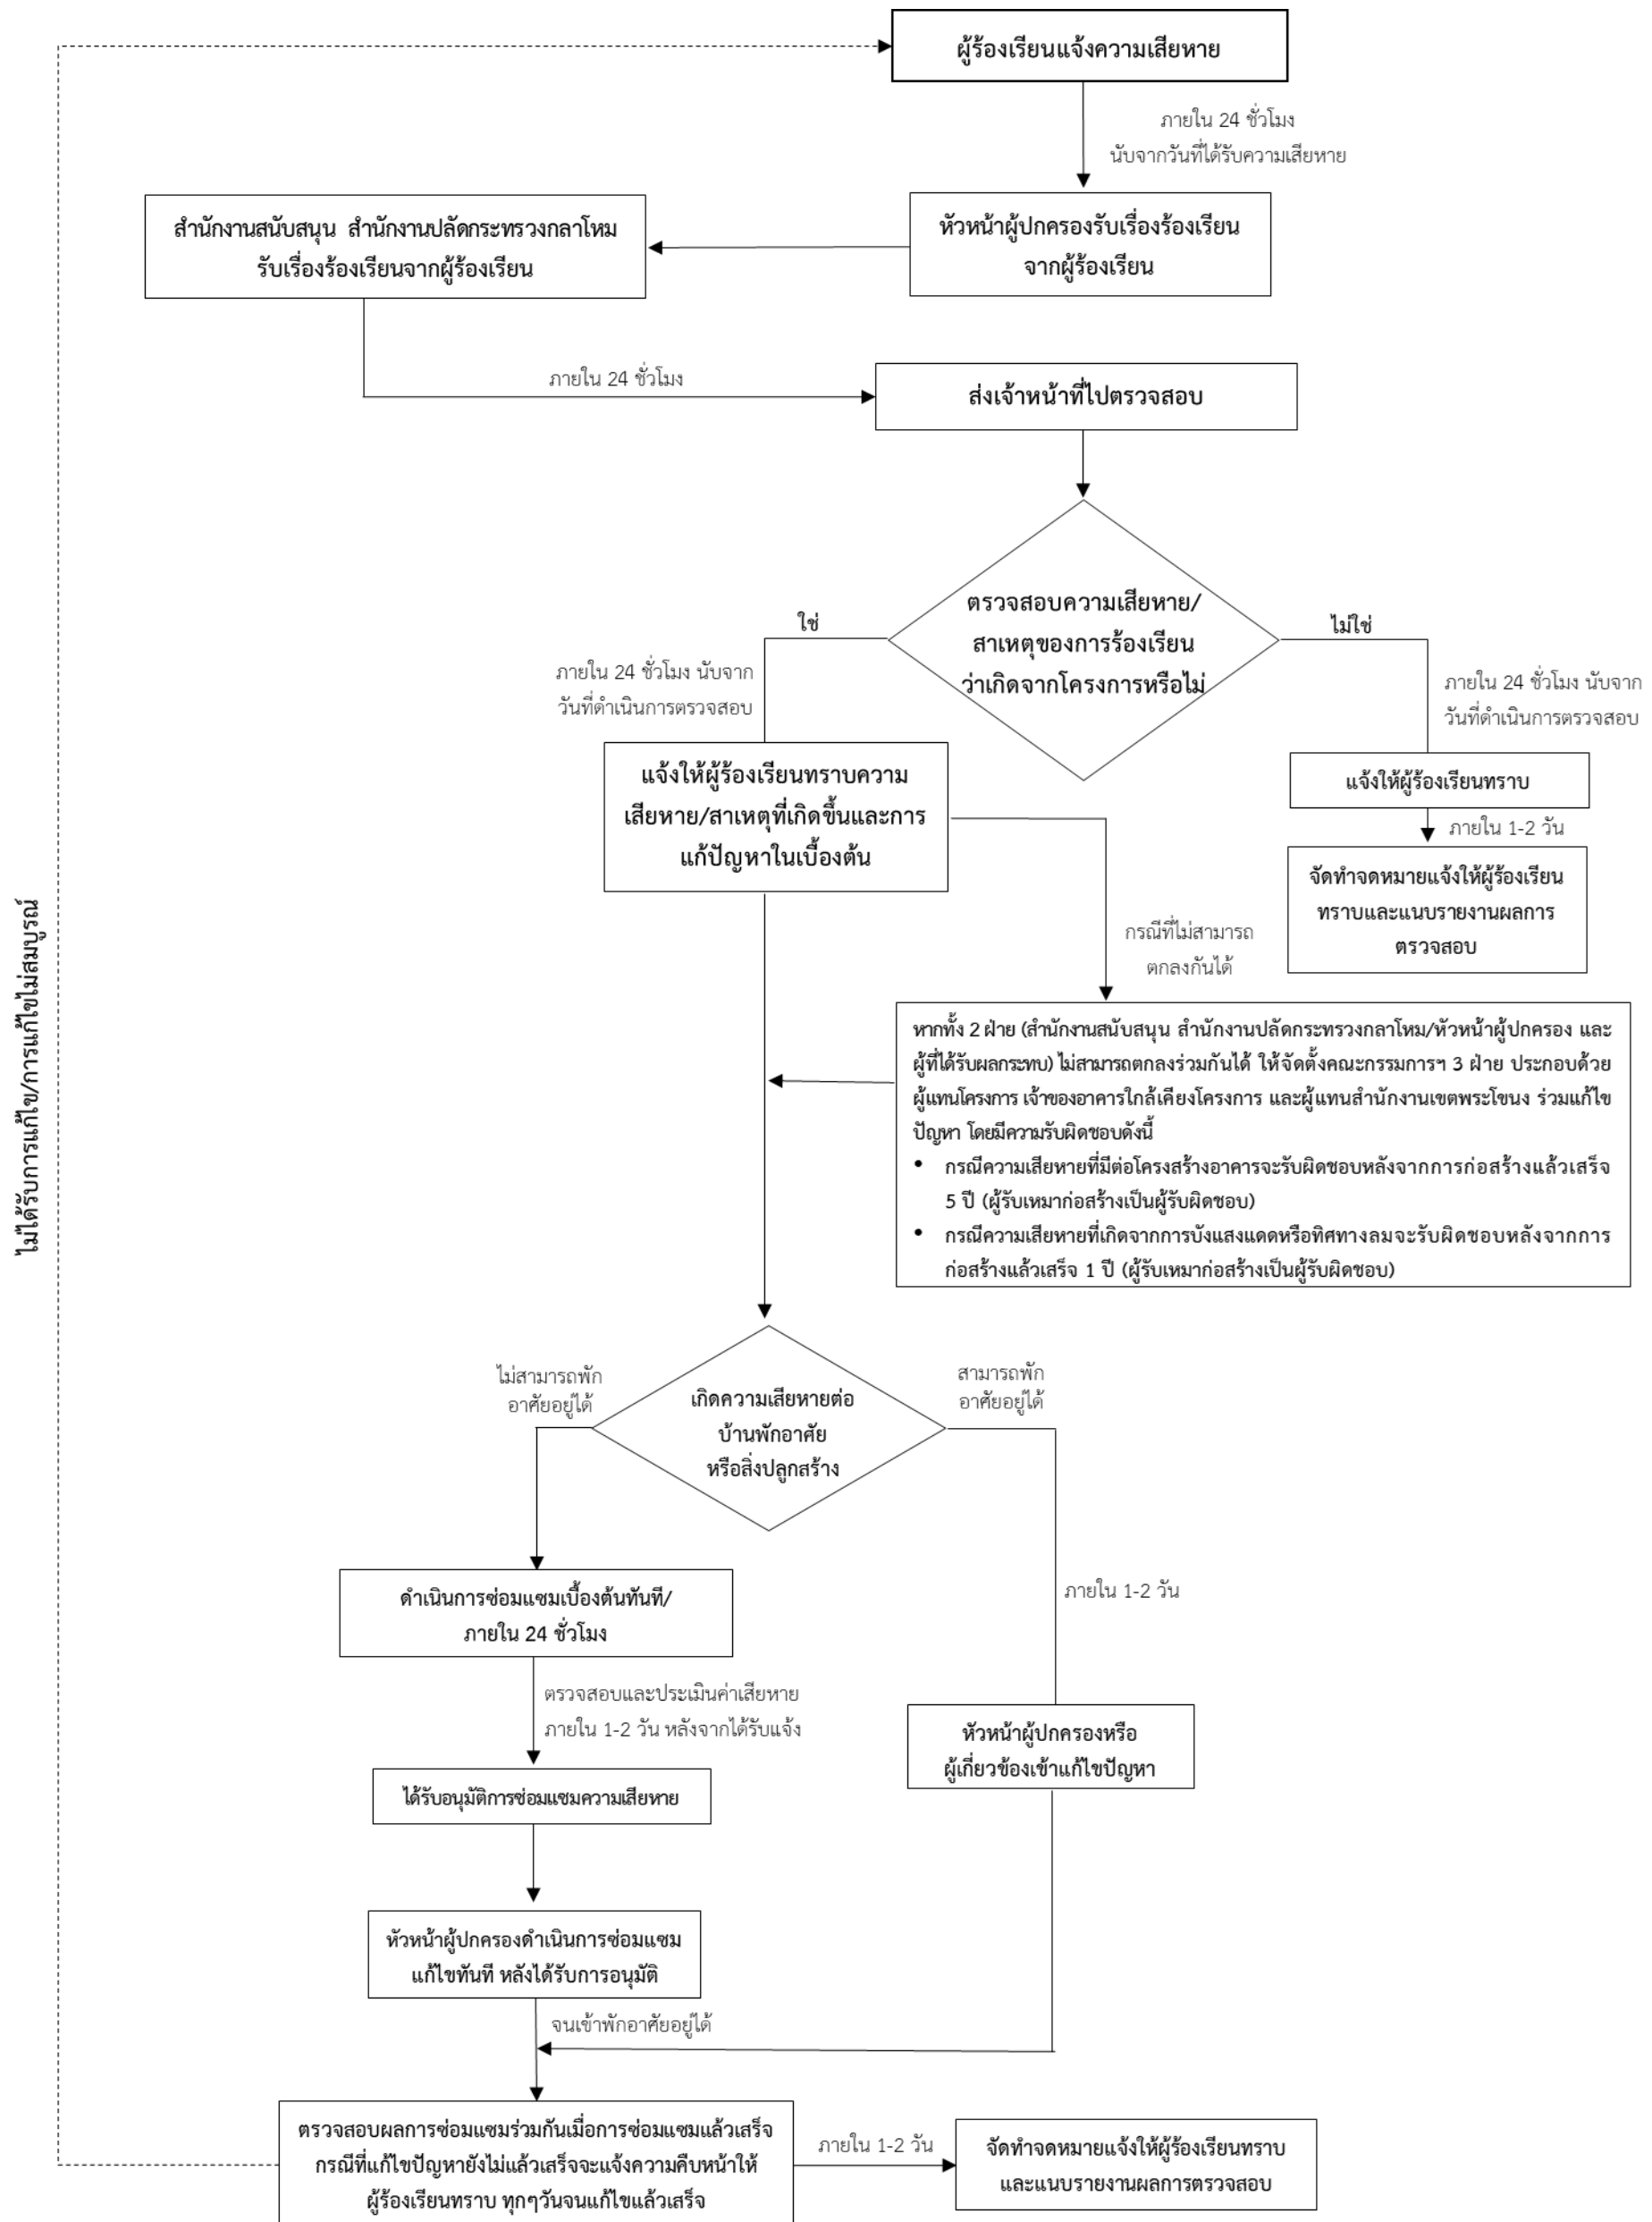 ผู้ร้องเรียนแจ้งความเสียหาย
ภายใน 24 ชั่วโมง
นับจากวันที่ได้รับความเสียหาย
สำนักงานสนับสนุน สำนักงานปลัดกระทรวงกลาโหม
รับเรื่องร้องเรียนจากผู้ร้องเรียน
หัวหน้าผู้ปกครองรับเรื่องร้องเรียน
จากผู้ร้องเรียน
ภายใน 24 ชั่วโมง
ส่งเจ้าหน้าที่ไปตรวจสอบ
ตรวจสอบความเสียหาย/
สาเหตุของการร้องเรียน
ว่าเกิดจากโครงการหรือไม่
ใช่
ภายใน 24 ชั่วโมง นับจาก
วันที่ดำเนินการตรวจสอบ
ไม่ใช่
ภายใน 24 ชั่วโมง นับจาก
วันที่ดำเนินการตรวจสอบ
แจ้งให้ผู้ร้องเรียนทราบความ
เสียหาย/สาเหตุที่เกิดขึ้นและการ
แก้ปัญหาในเบื้องต้น
แจ้งให้ผู้ร้องเรียนทราบ
ภายใน 1-2 วัน
จัดทำจดหมายแจ้งให้ผู้ร้องเรียน
ทราบและแนบรายงานผลการ
ตรวจสอบ
กรณีที่ไม่สามารถ
ตกลงกันได้
หากทั้ง 2 ฝ่าย (สำนักงานสนับสนุน สำนักงานปลัดกระทรวงกลาโหม/หัวหน้าผู้ปกครอง และ
ผู้ที่ได้รับผลกระทบ) ไม่สามารถตกลงร่วมกันได้ ให้จัดตั้งคณะกรรมการฯ 3 ฝ่าย ประกอบด้วย
ผู้แทนโครงการ เจ้าของอาคารใกล้เคียงโครงการ และผู้แทนสำนักงานเขตพระโขนง ร่วมแก้ไข
ปัญหา โดยมีความรับผิดชอบดังนี้
• กรณีความเสียหายที่มีต่อโครงสร้างอาคารจะรับผิดชอบหลังจากการก่อสร้างแล้วเสร็จ
5 ปี (ผู้รับเหมาก่อสร้างเป็นผู้รับผิดชอบ)
• กรณีความเสียหายที่เกิดจากการบังแสงแดดหรือทิศทางลมจะรับผิดชอบหลังจากการ
ก่อสร้างแล้วเสร็จ 1 ปี (ผู้รับเหมาก่อสร้างเป็นผู้รับผิดชอบ)
ไม่ได้รับการแก้ไข/การแก้ไขไม่สมบูรณ์
เกิดความเสียหายต่อ
บ้านพักอาศัย
หรือสิ่งปลูกสร้าง
ไม่สามารถพัก
อาศัยอยู่ได้
สามารถพัก
อาศัยอยู่ได้
ดำเนินการซ่อมแซมเบื้องต้นทันที/
ภายใน 24 ชั่วโมง
ภายใน 1-2 วัน
ตรวจสอบและประเมินค่าเสียหาย
ภายใน 1-2 วัน หลังจากได้รับแจ้ง
หัวหน้าผู้ปกครองหรือ
ผู้เกี่ยวข้องเข้าแก้ไขปัญหา
ได้รับอนุมัติการซ่อมแซมความเสียหาย
หัวหน้าผู้ปกครองดำเนินการซ่อมแซม
แก้ไขทันที หลังได้รับการอนุมัติ
จนเข้าพักอาศัยอยู่ได้
ตรวจสอบผลการซ่อมแซมร่วมกันเมื่อการซ่อมแซมแล้วเสร็จ
กรณีที่แก้ไขปัญหายังไม่แล้วเสร็จจะแจ้งความคืบหน้าให้
ผู้ร้องเรียนทราบ ทุกๆวันจนแก้ไขแล้วเสร็จ
ภายใน 1-2 วัน
จัดทำจดหมายแจ้งให้ผู้ร้องเรียนทราบ
และแนบรายงานผลการตรวจสอบ